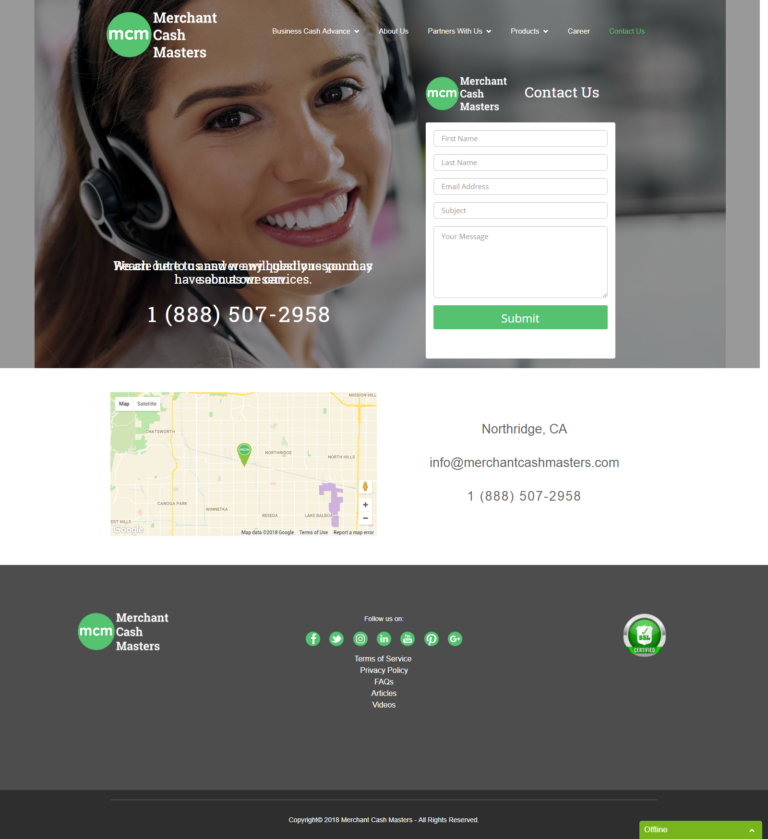 mcm
Merchant
Cash
Masters
Business Cash Advance
About Us
Partners With Us
Products
Career
Contact Us
mcm
Merchant
Cash
Masters
Contact Us
First Name
Last Name
Email Address
Subject
Your Message
Submit
1 (888) 507-2958
Map
Satellite
MISSION HILLS
CHATSWORTH
NORTHRIDGE
NORTH HILLS
CANOGA PARK
WINNETKA
RESEDA
LAKE BALBOA
WEST HILLS
Google
Map data ©2018 Google
Terms of Use
Report a map error
Northridge, CA
info@merchantcashmasters.com
1 (888) 507-2958
mcm
Merchant
Cash
Masters
Follow us on:
Terms of Service
Privacy Policy
FAQs
Articles
Videos
SSL
CERTIFIED
Copyright© 2018 Merchant Cash Masters - All Rights Reserved.
Offline